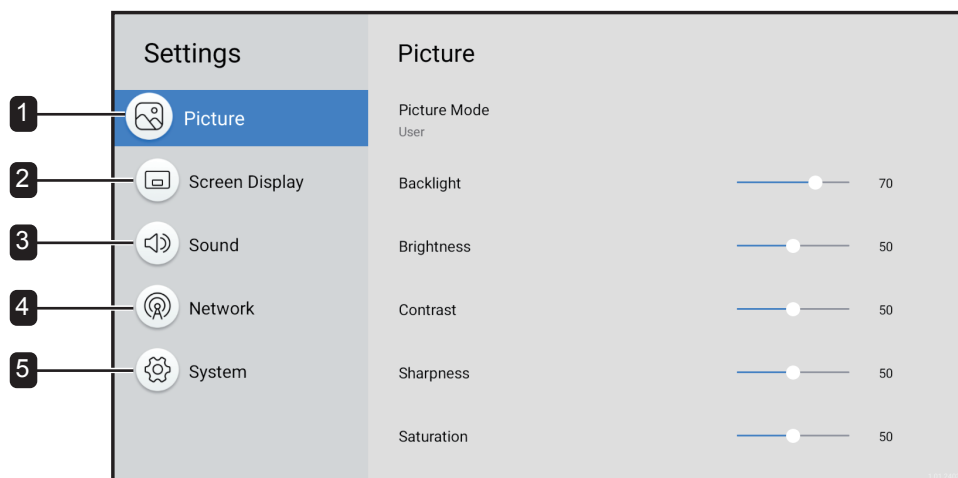 Settings
Picture
1
Picture
Picture Mode
User
2
Screen Display
Backlight
70
3
Sound
Brightness
50
4
Network
Contrast
50
5
System
Sharpness
50
Saturation
50